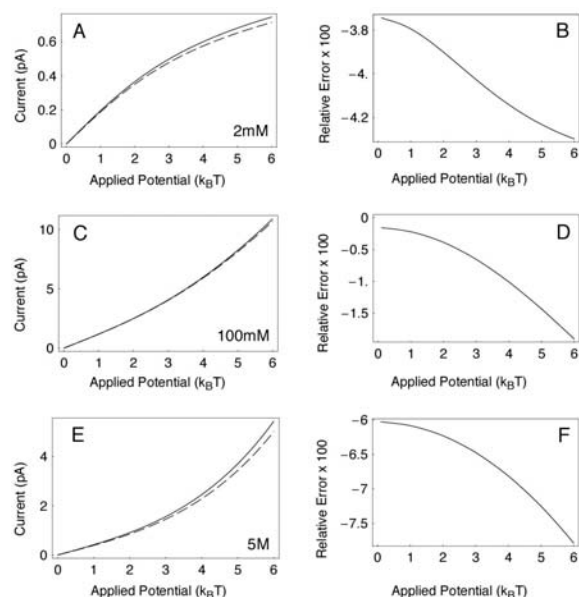 A
Current (pA)
0.6
0.4
0.2
0
0 1 2 3 4 5 6
2mM
Applied Potential (kBT)
B
Relative Error x 100
−3.8
−4.
−4.2
0 1 2 3 4 5 6
Applied Potential (kBT)
C
Current (pA)
10
5
0
0 1 2 3 4 5 6
100mM
Applied Potential (kBT)
D
Relative Error x 100
0
−0.5
−1.
−1.5
0 1 2 3 4 5 6
Applied Potential (kBT)
E
Current (pA)
4
2
0
0 1 2 3 4 5 6
5M
Applied Potential (kBT)
F
Relative Error x 100
−6
−6.5
−7
−7.5
0 1 2 3 4 5 6
Applied Potential (kBT)